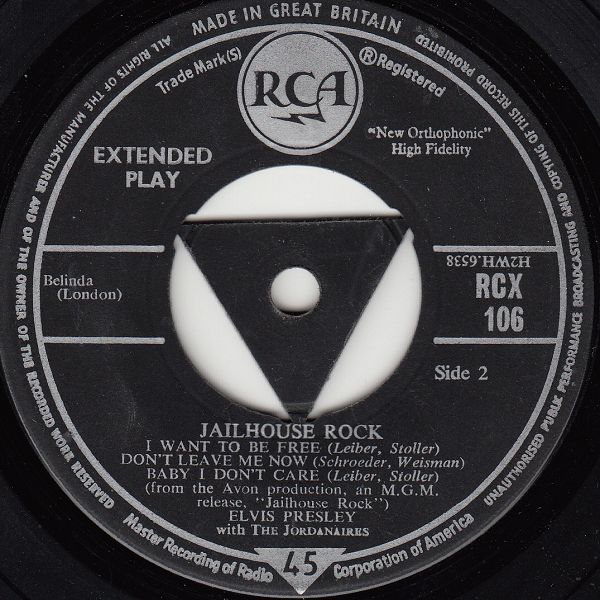 MADE IN GREAT BRITAIN
ALL RIGHTS OF THE MANUFACTURER AND OF THE OWNER OF THE RECORDED WORK RESERVED
UNAUTHORISED PUBLIC PERFORMANCE BROADCASTING AND COPYING OF THIS RECORD PROHIBITED
Trade Mark(S)
RCA
®Registered
EXTENDED
PLAY
"New Orthophonic"
High Fidelity
Belinda
(London)
H2WH.6538
RCX
106
Side 2
JAILHOUSE ROCK
I WANT TO BE FREE (Leiber, Stoller)
DON'T LEAVE ME NOW (Schroeder, Weisman)
BABY I DON'T CARE (Leiber, Stoller)
(from the Avon production, an M.G.M.
release, "Jailhouse Rock")
ELVIS PRESLEY
with THE JORDANAIRES
Master Recording of Radio
45
Corporation of America